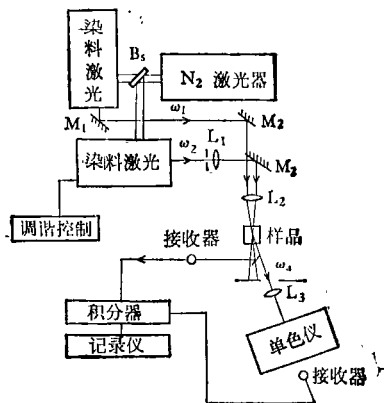 染料激光
Bs
N₂ 激光器
M₁
ω₁
M₂
染料激光
ω₂
L₁
M₂
L₂
调谐控制
样品
接收器
ω₄
L₃
积分器
记录仪
单色仪
接收器